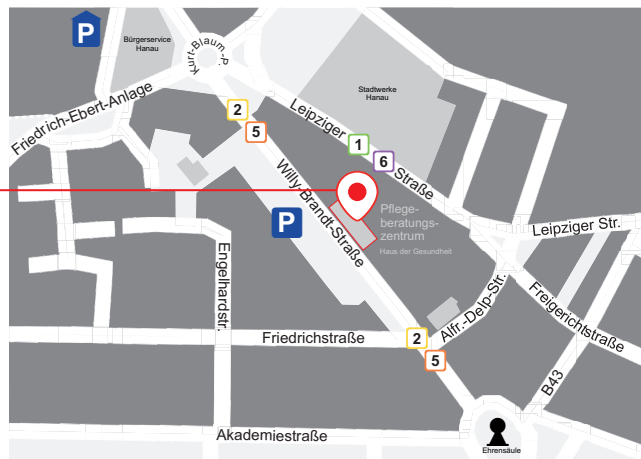 P
Bürgerservice
Hanau
Kurt-Blaum.-P.
Stadtwerke
Hanau
Friedrich-Ebert-Anlage
2
5
Leipziger
1
6
Straße
Willy-Brandt-Straße
P
Pflege-
beratungs-
zentrum
Haus der Gesundheit
Leipziger Str.
Engelhardstr.
Alfr.-Delp-Str.
Freigerichtstraße
Friedrichstraße
2
5
B43
Akademiestraße
Ehrensäule